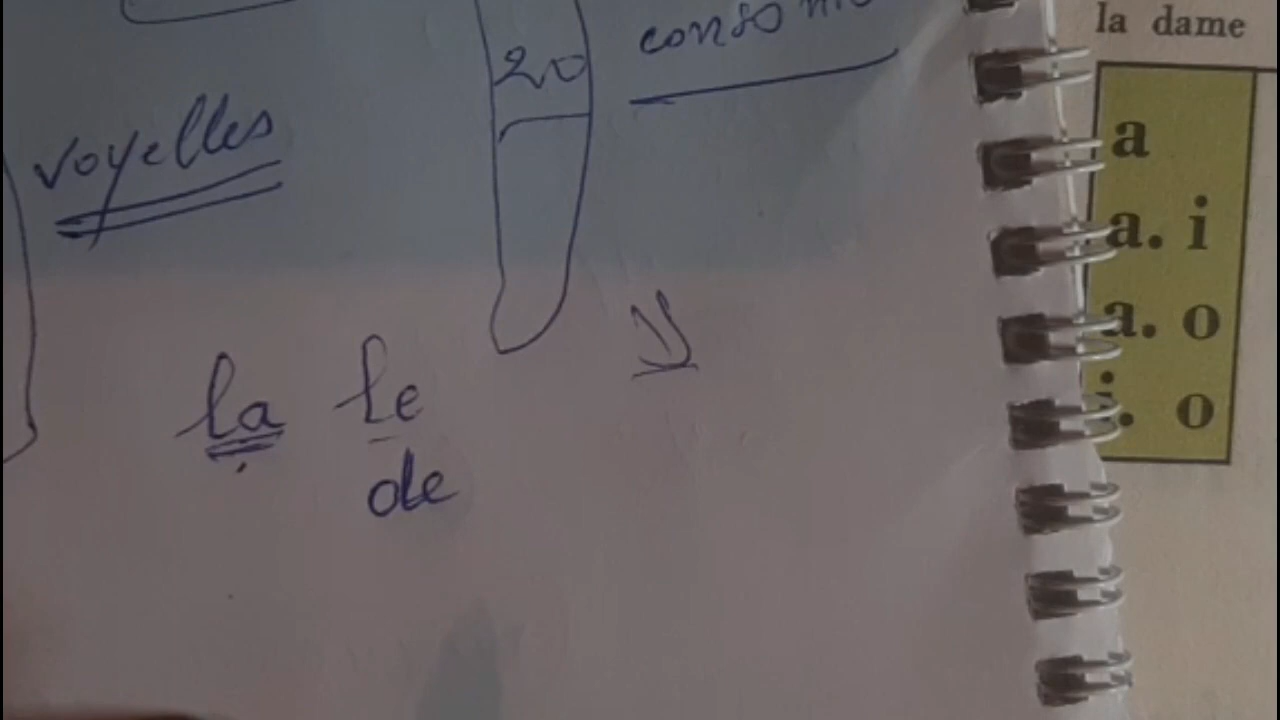 20
voyelles
la le
de
la dame
a
a. i
a. o
i. o